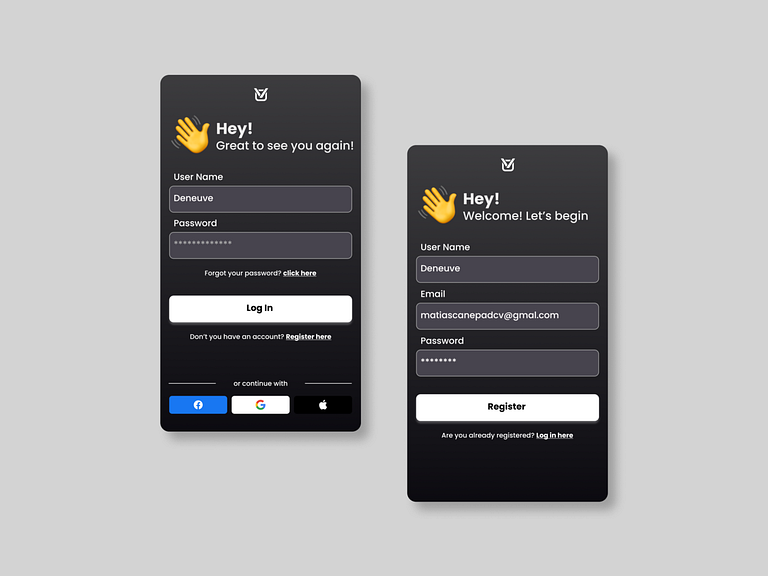 Hey!
Great to see you again!
User Name
Deneuve
Password
*************
Forgot your password? click here
Log In
Don't you have an account? Register here
or continue with
Hey!
Welcome! Let's begin
User Name
Deneuve
Email
matiascanepadcv@gmal.com
Password
********
Register
Are you already registered? Log in here